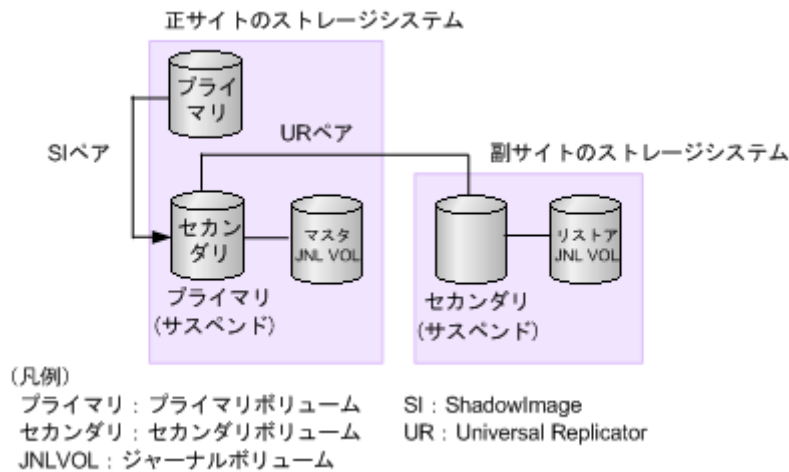 正サイトのストレージシステム
プライ
マリ
SIペア
URペア
副サイトのストレージシステム
セカン
ダリ
マスタ
JNL VOL
リストア
JNL VOL
プライマリ
(サスペンド)
セカンダリ
(サスペンド)
(凡例)
プライマリ：プライマリボリューム
SI：ShadowImage
セカンダリ：セカンダリボリューム
UR：Universal Replicator
JNLVOL：ジャーナルボリューム